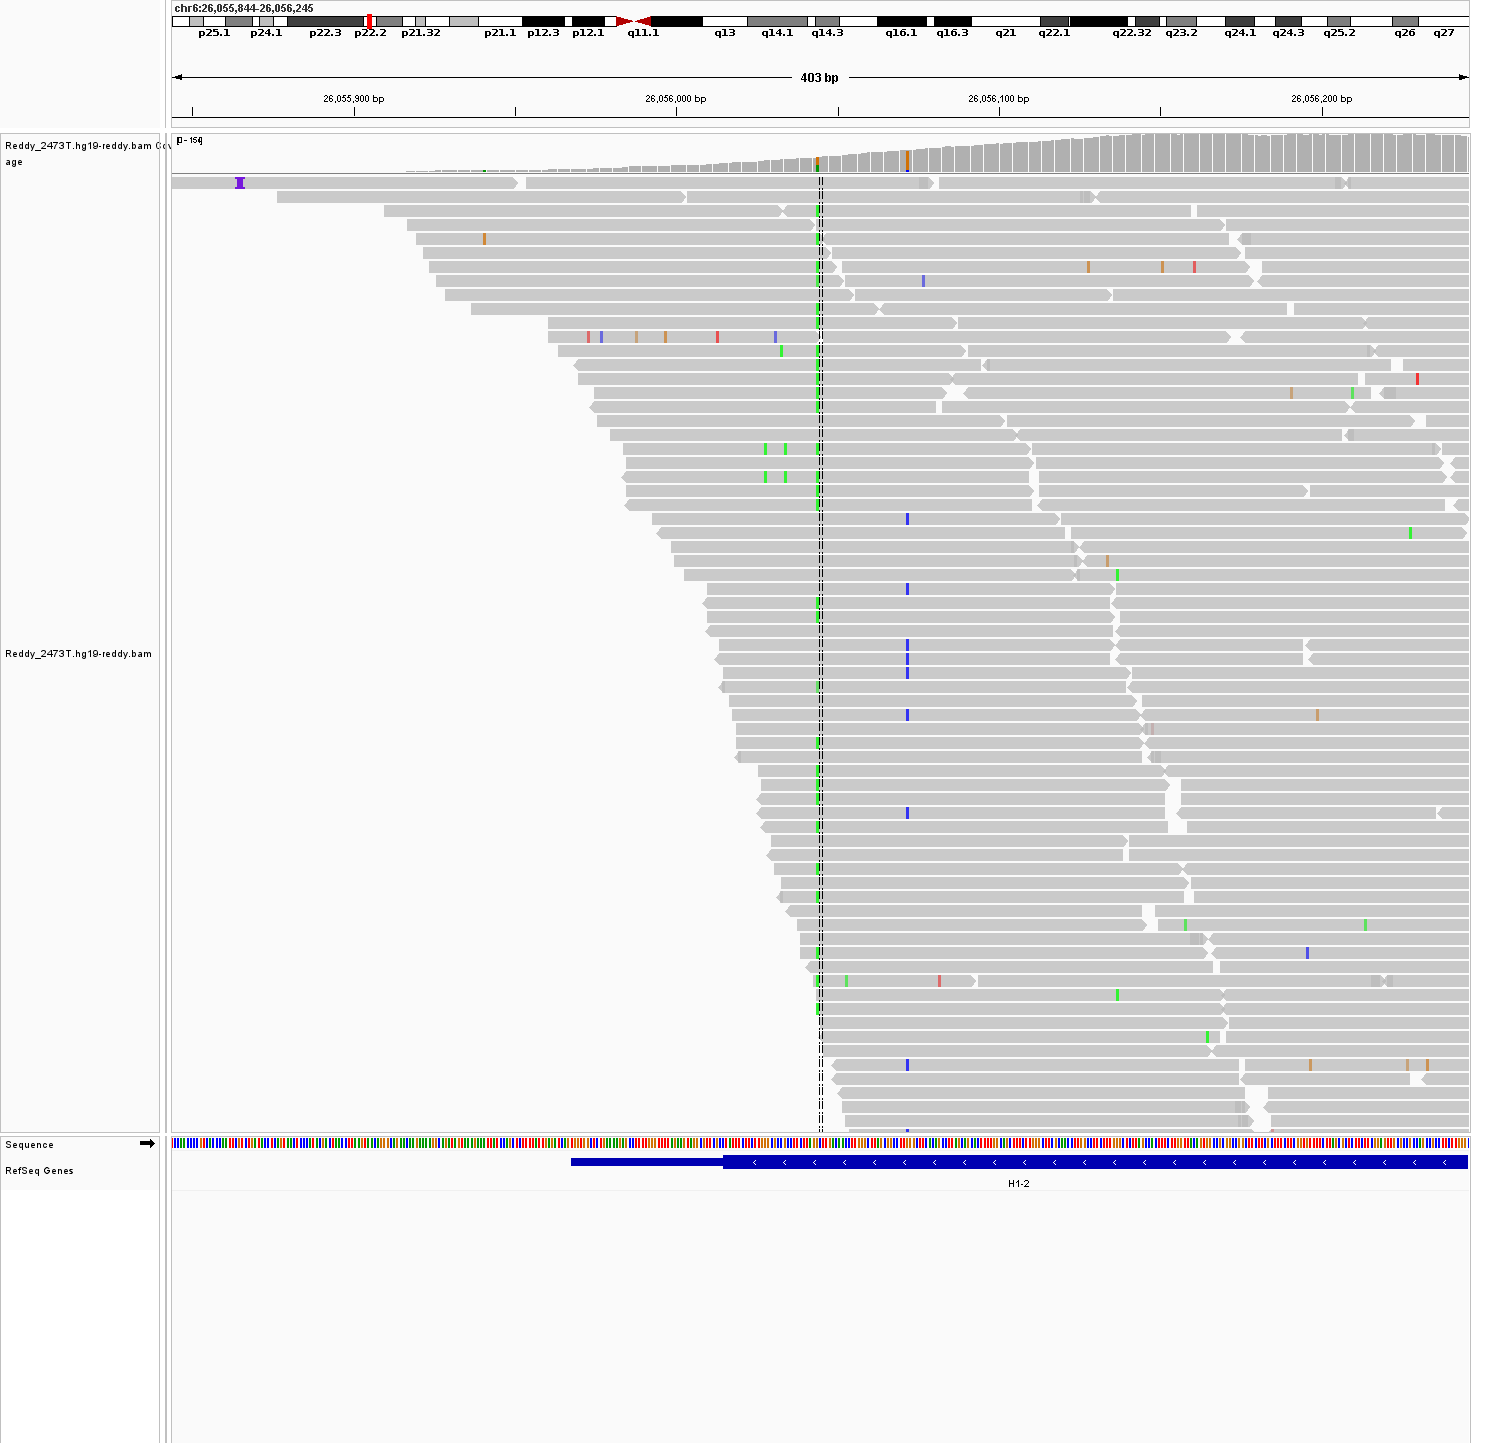 chr6:26,055,844-26,056,245
p25.1 p24.1 p22.3 p22.2 p21.32 p21.1 p12.3 p12.1 q11.1 q13 q14.1 q14.3 q16.1 q16.3 q21 q22.1 q22.32 q23.2 q24.1 q24.3 q25.2 q26 q27
403 bp
26,055,900 bp 26,056,000 bp 26,056,100 bp 26,056,200 bp
[0 - 154]
Reddy_2473T.hg19-reddy.bam Cov
age
Reddy_2473T.hg19-reddy.bam
Sequence
RefSeq Genes
H1-2